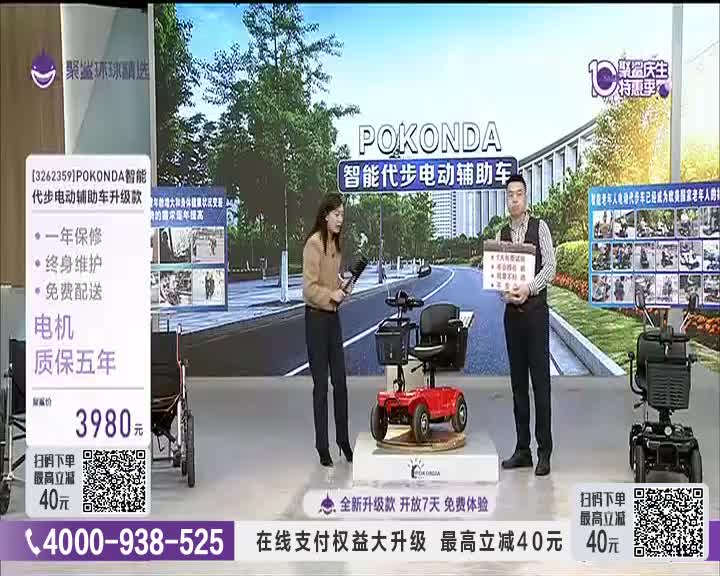 聚鲨环球精选
10 聚鲨庆生
特惠季
POKONDA
智能代步电动辅助车
[3262359]POKONDA智能
代步电动辅助车升级款
• 一年保修
• 终身维护
• 免费配送
电机
质保五年
聚鲨价
3980元
扫码下单
最高立减
40元
POKONDA
全新升级款 开放7天 免费体验
4000-938-525
在线支付权益大升级 最高立减40元
扫码下单
最高立减
40元